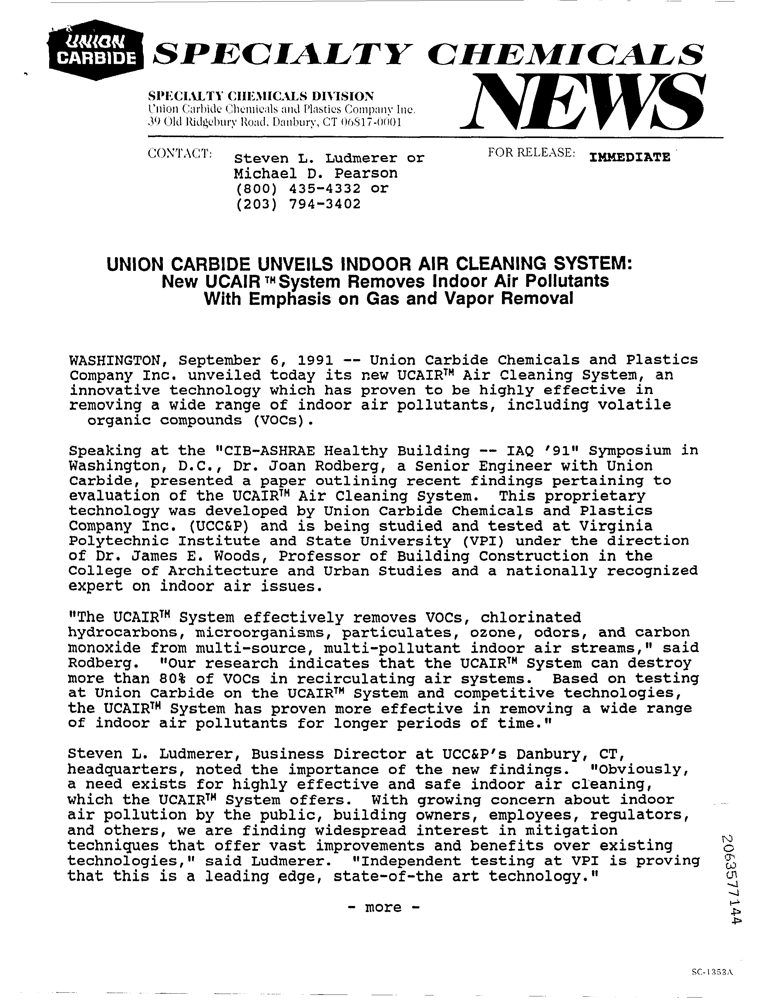 UNION
CARBIDE
SPECIALTY CHEMICALS
NEWS
SPECIALTY CHEMICALS DIVISION
Union Carbide Chemicals and Plastics Company Inc.
39 Old Ridgebury Road, Danbury, CT 06817-0001
CONTACT: Steven L. Ludmerer or
Michael D. Pearson
(800) 435-4332 or
(203) 794-3402
FOR RELEASE: IMMEDIATE
UNION CARBIDE UNVEILS INDOOR AIR CLEANING SYSTEM:
New UCAIR™ System Removes Indoor Air Pollutants
With Emphasis on Gas and Vapor Removal
WASHINGTON, September 6, 1991 -- Union Carbide Chemicals and Plastics
Company Inc. unveiled today its new UCAIR™ Air Cleaning System, an
innovative technology which has proven to be highly effective in
removing a wide range of indoor air pollutants, including volatile
organic compounds (VOCs).
Speaking at the "CIB-ASHRAE Healthy Building -- IAQ '91" Symposium in
Washington, D.C., Dr. Joan Rodberg, a Senior Engineer with Union
Carbide, presented a paper outlining recent findings pertaining to
evaluation of the UCAIR™ Air Cleaning System. This proprietary
technology was developed by Union Carbide Chemicals and Plastics
Company Inc. (UCC&P) and is being studied and tested at Virginia
Polytechnic Institute and State University (VPI) under the direction
of Dr. James E. Woods, Professor of Building Construction in the
College of Architecture and Urban Studies and a nationally recognized
expert on indoor air issues.
"The UCAIR™ System effectively removes VOCs, chlorinated
hydrocarbons, microorganisms, particulates, ozone, odors, and carbon
monoxide from multi-source, multi-pollutant indoor air streams," said
Rodberg. "Our research indicates that the UCAIR™ System can destroy
more than 80% of VOCs in recirculating air systems. Based on testing
at Union Carbide on the UCAIR™ System and competitive technologies,
the UCAIR™ System has proven more effective in removing a wide range
of indoor air pollutants for longer periods of time."
Steven L. Ludmerer, Business Director at UCC&P's Danbury, CT,
headquarters, noted the importance of the new findings. "Obviously,
a need exists for highly effective and safe indoor air cleaning,
which the UCAIR™ System offers. With growing concern about indoor
air pollution by the public, building owners, employees, regulators,
and others, we are finding widespread interest in mitigation
techniques that offer vast improvements and benefits over existing
technologies," said Ludmerer. "Independent testing at VPI is proving
that this is a leading edge, state-of-the art technology."
- more -
2063577144
SC-1353A